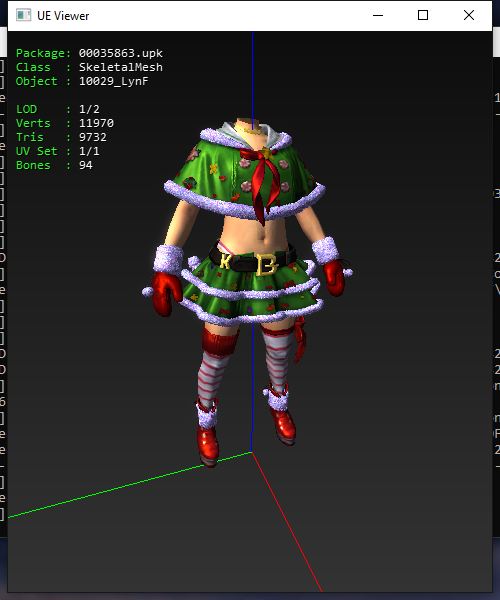 UE Viewer
Package: 00035863.upk
Class : SkeletalMesh
Object : 10029_LynF
LOD : 1/2
Verts : 11970
Tris : 9732
UV Set : 1/1
Bones : 94
K B